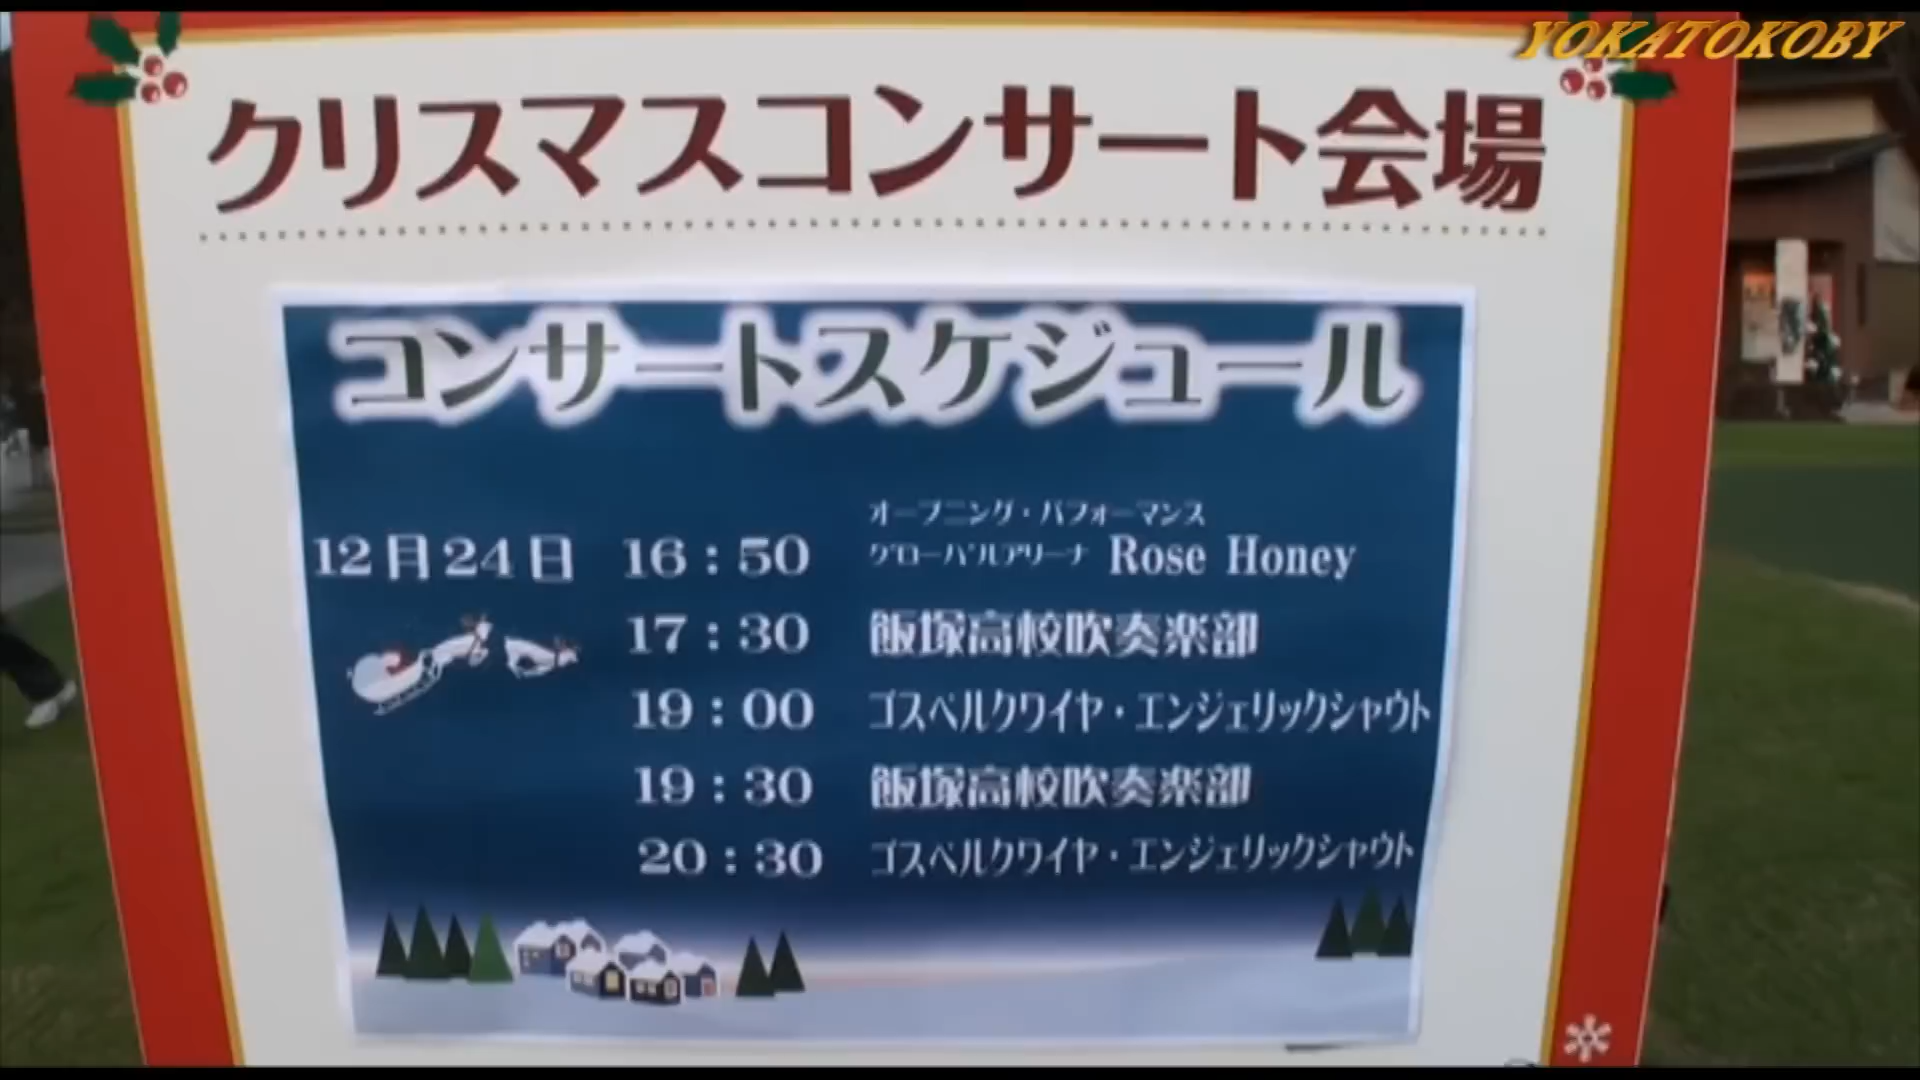 YOKATOKOBY
クリスマスコンサート会場
コンサートスケジュール
オープニング・パフォーマンス
12月24日 16:50 グローバルアリーナ Rose Honey
17:30 飯塚高校吹奏楽部
19:00 ゴスペルクワイヤ・エンジェリックシャウト
19:30 飯塚高校吹奏楽部
20:30 ゴスペルクワイヤ・エンジェリックシャウト